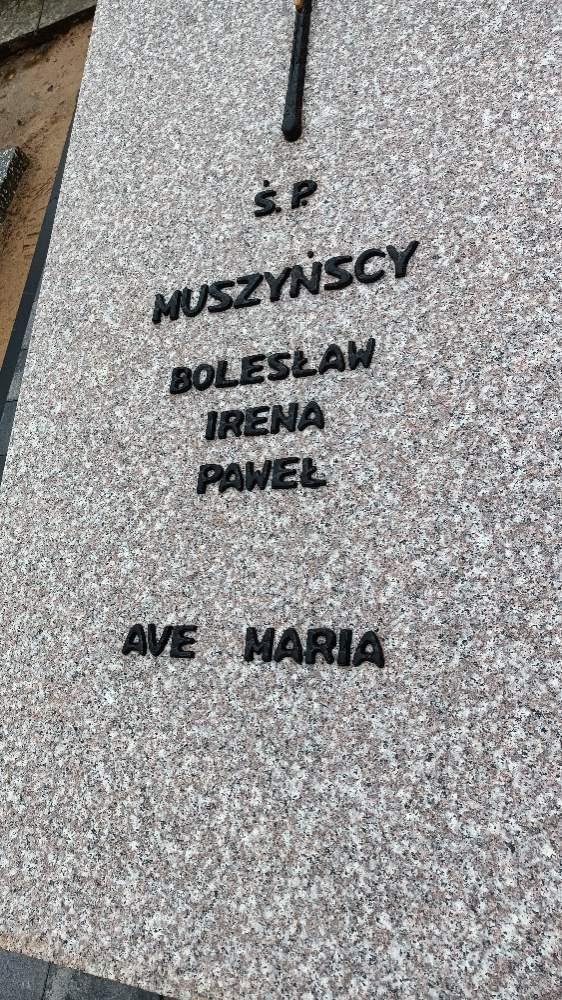 Ś.P.
MUSZYŃSCY
BOLESŁAW
IRENA
PAWEŁ
AVE MARIA